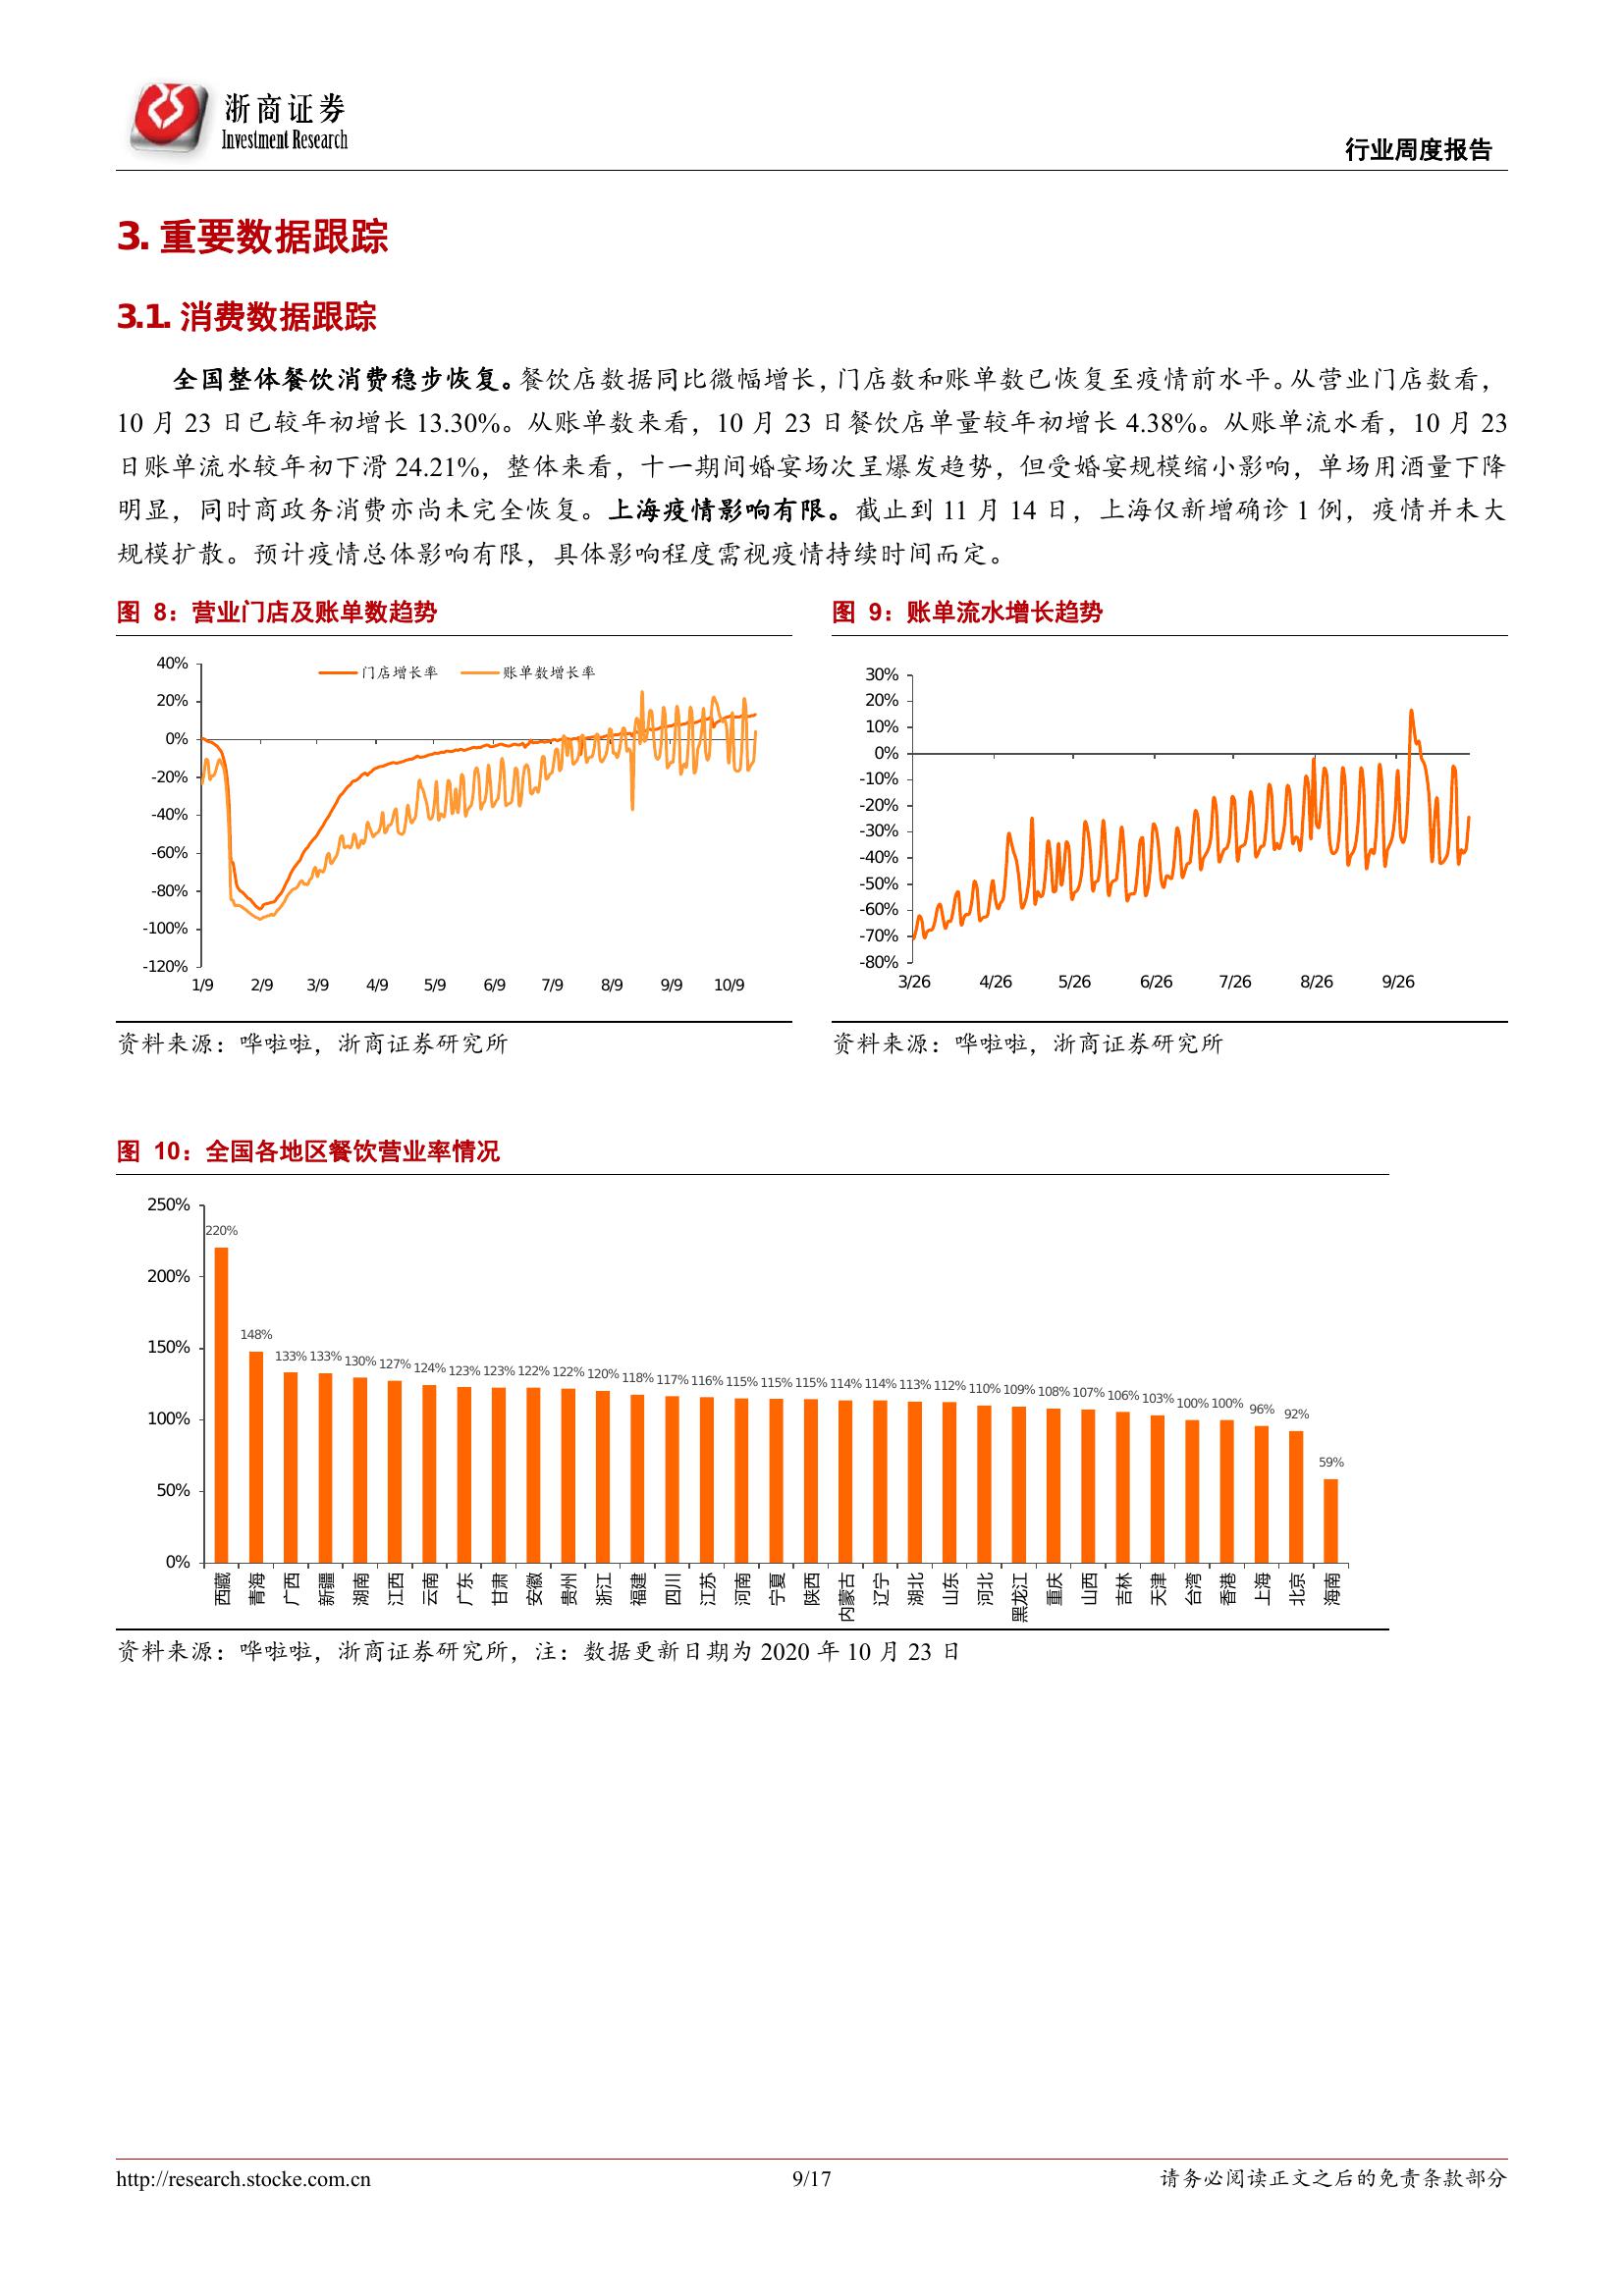 浙商证券
Investment Research
行业周度报告
3. 重要数据跟踪
3.1. 消费数据跟踪
全国整体餐饮消费稳步恢复。餐饮店数据同比微幅增长，门店数和账单数已恢复至疫情前水平。从营业门店数看，
10 月 23 日已较年初增长 13.30%。从账单数来看，10 月 23 日餐饮店单量较年初增长 4.38%。从账单流水看，10 月 23
日账单流水较年初下滑 24.21%，整体来看，十一期间婚宴场次呈爆发趋势，但受婚宴规模缩小影响，单场用酒量下降
明显，同时商政务消费亦尚未完全恢复。上海疫情影响有限。截止到 11 月 14 日，上海仅新增确诊 1 例，疫情并未大
规模扩散。预计疫情总体影响有限，具体影响程度需视疫情持续时间而定。
图 8：营业门店及账单数趋势
门店增长率 账单数增长率
40%
20%
0%
-20%
-40%
-60%
-80%
-100%
-120%
1/9 2/9 3/9 4/9 5/9 6/9 7/9 8/9 9/9 10/9
资料来源：哗啦啦，浙商证券研究所
图 9：账单流水增长趋势
30%
20%
10%
0%
-10%
-20%
-30%
-40%
-50%
-60%
-70%
-80%
3/26 4/26 5/26 6/26 7/26 8/26 9/26
资料来源：哗啦啦，浙商证券研究所
图 10：全国各地区餐饮营业率情况
250%
200%
150%
100%
50%
0%
220% 148% 133% 133% 130% 127% 124% 123% 123% 122% 122% 120% 118% 117% 116% 115% 115% 115% 114% 114% 113% 112% 110% 109% 108% 107% 106% 103% 100% 100% 96% 92% 59%
西藏 青海 广西 新疆 湖南 江西 云南 广东 甘肃 安徽 贵州 浙江 福建 四川 江苏 河南 宁夏 陕西 内蒙古 辽宁 湖北 山东 河北 黑龙江 重庆 山西 吉林 天津 台湾 香港 上海 北京 海南
资料来源：哗啦啦，浙商证券研究所，注：数据更新日期为 2020 年 10 月 23 日
http://research.stocke.com.cn
9/17
请务必阅读正文之后的免责条款部分